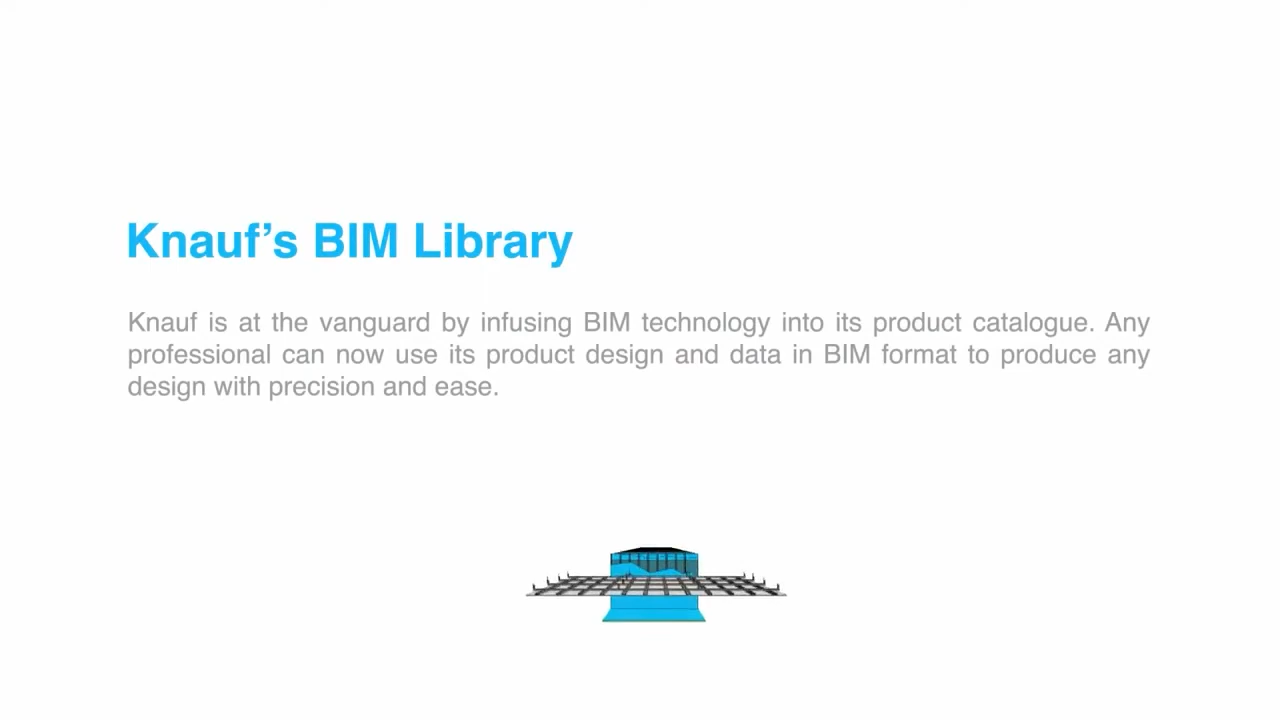 Knauf’s BIM Library
Knauf is at the vanguard by infusing BIM technology into its product catalogue. Any
professional can now use its product design and data in BIM format to produce any
design with precision and ease.